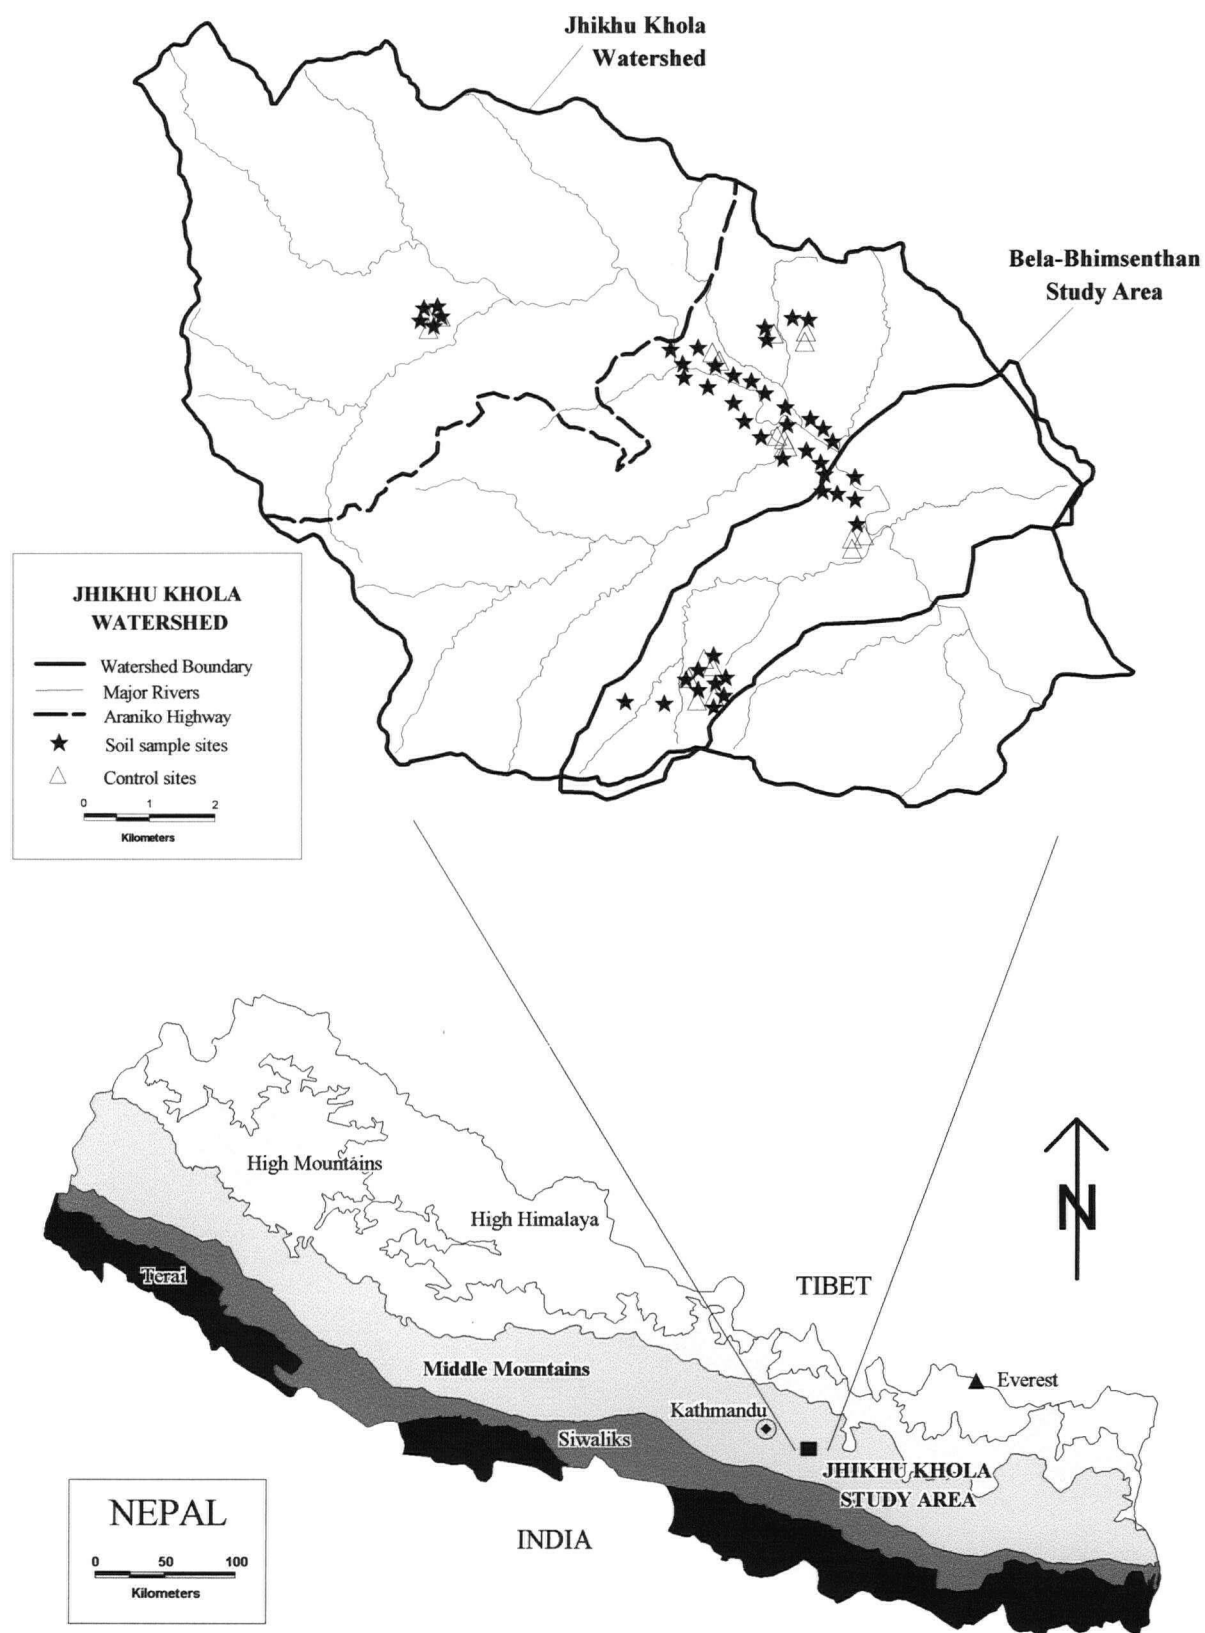 Jhikhu Khola
Watershed
Bela-Bhimsenthan
Study Area
JHIKHU KHOLA
WATERSHED
Watershed Boundary
Major Rivers
Araniko Highway
Soil sample sites
Control sites
0 1 2
Kilometers
High Mountains
High Himalaya
N
TIBET
Terai
Middle Mountains
Everest
Kathmandu
Siwaliks
JHIKHU KHOLA
STUDY AREA
NEPAL
INDIA
0 50 100
Kilometers